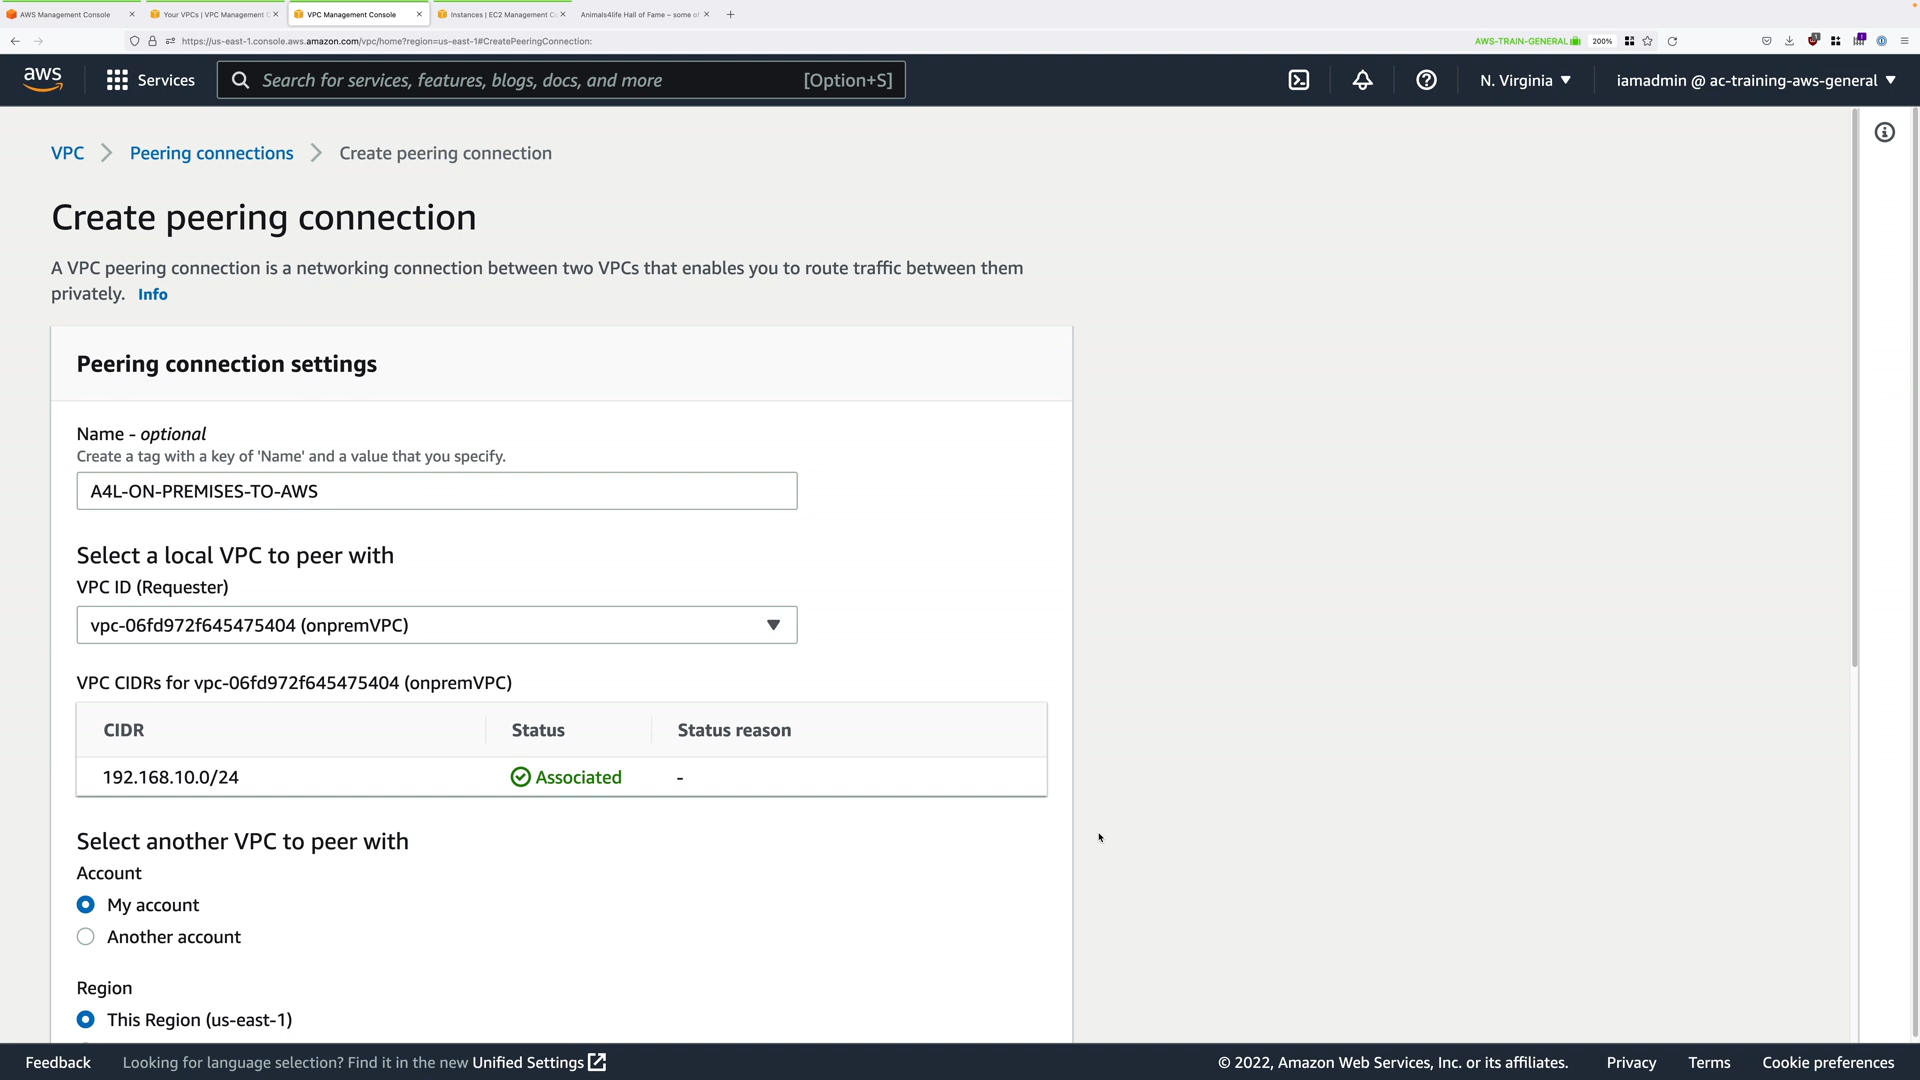 AWS Management Console
Your VPCs | VPC Management C
VPC Management Console
Instances | EC2 Management Co
Animals4life Hall of Fame – some of
https://us-east-1.console.aws.amazon.com/vpc/home?region=us-east-1#CreatePeeringConnection:
AWS-TRAIN-GENERAL
200%
aws
Services
Search for services, features, blogs, docs, and more
[Option+S]
N. Virginia
iamadmin @ ac-training-aws-general
VPC
Peering connections
Create peering connection
Create peering connection
A VPC peering connection is a networking connection between two VPCs that enables you to route traffic between them
privately. Info
Peering connection settings
Name - optional
Create a tag with a key of 'Name' and a value that you specify.
A4L-ON-PREMISES-TO-AWS
Select a local VPC to peer with
VPC ID (Requester)
vpc-06fd972f645475404 (onpremVPC)
VPC CIDRs for vpc-06fd972f645475404 (onpremVPC)
CIDR
Status
Status reason
192.168.10.0/24
Associated
-
Select another VPC to peer with
Account
My account
Another account
Region
This Region (us-east-1)
Feedback
Looking for language selection? Find it in the new Unified Settings
© 2022, Amazon Web Services, Inc. or its affiliates.
Privacy
Terms
Cookie preferences